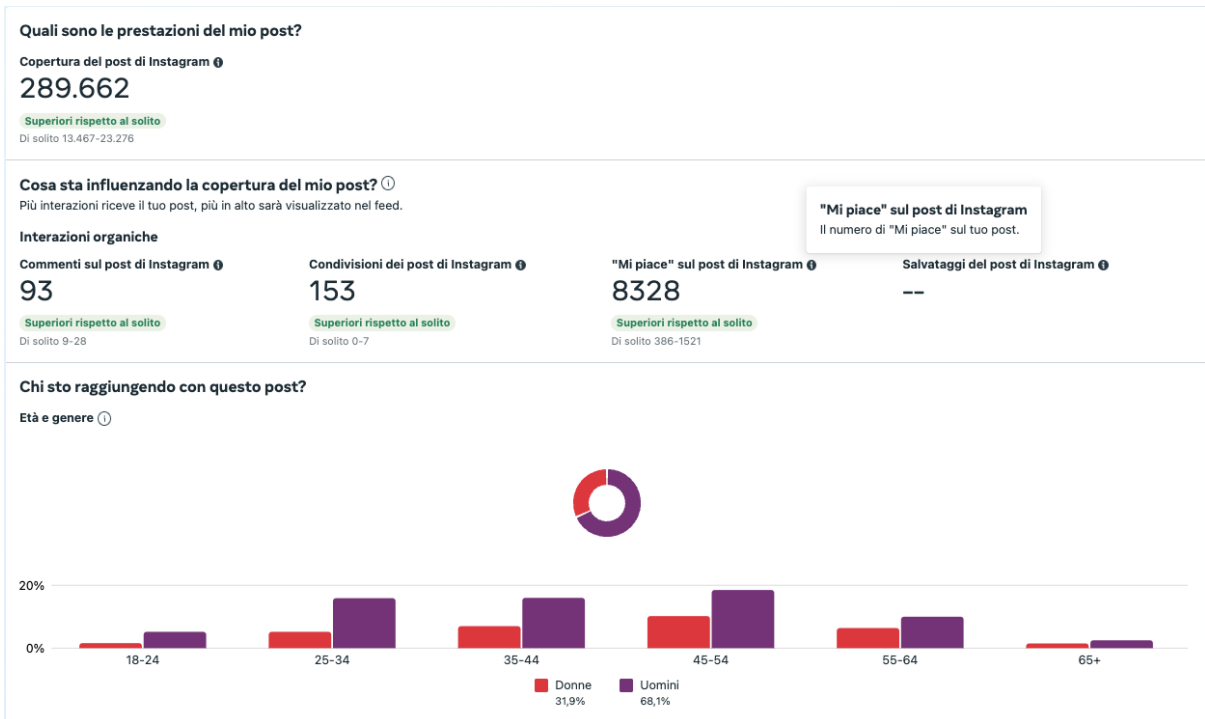 Quali sono le prestazioni del mio post?
Copertura del post di Instagram
289.662
Superiori rispetto al solito
Di solito 13.467-23.276
Cosa sta influenzando la copertura del mio post?
Più interazioni riceve il tuo post, più in alto sarà visualizzato nel feed.
"Mi piace" sul post di Instagram
Il numero di "Mi piace" sul tuo post.
Interazioni organiche
Commenti sul post di Instagram
93
Superiori rispetto al solito
Di solito 9-28
Condivisioni dei post di Instagram
153
Superiori rispetto al solito
Di solito 0-7
"Mi piace" sul post di Instagram
8328
Superiori rispetto al solito
Di solito 386-1521
Salvataggi del post di Instagram
--
Chi sto raggiungendo con questo post?
Età e genere
20%
0%
18-24
25-34
35-44
45-54
55-64
65+
Donne
31,9%
Uomini
68,1%